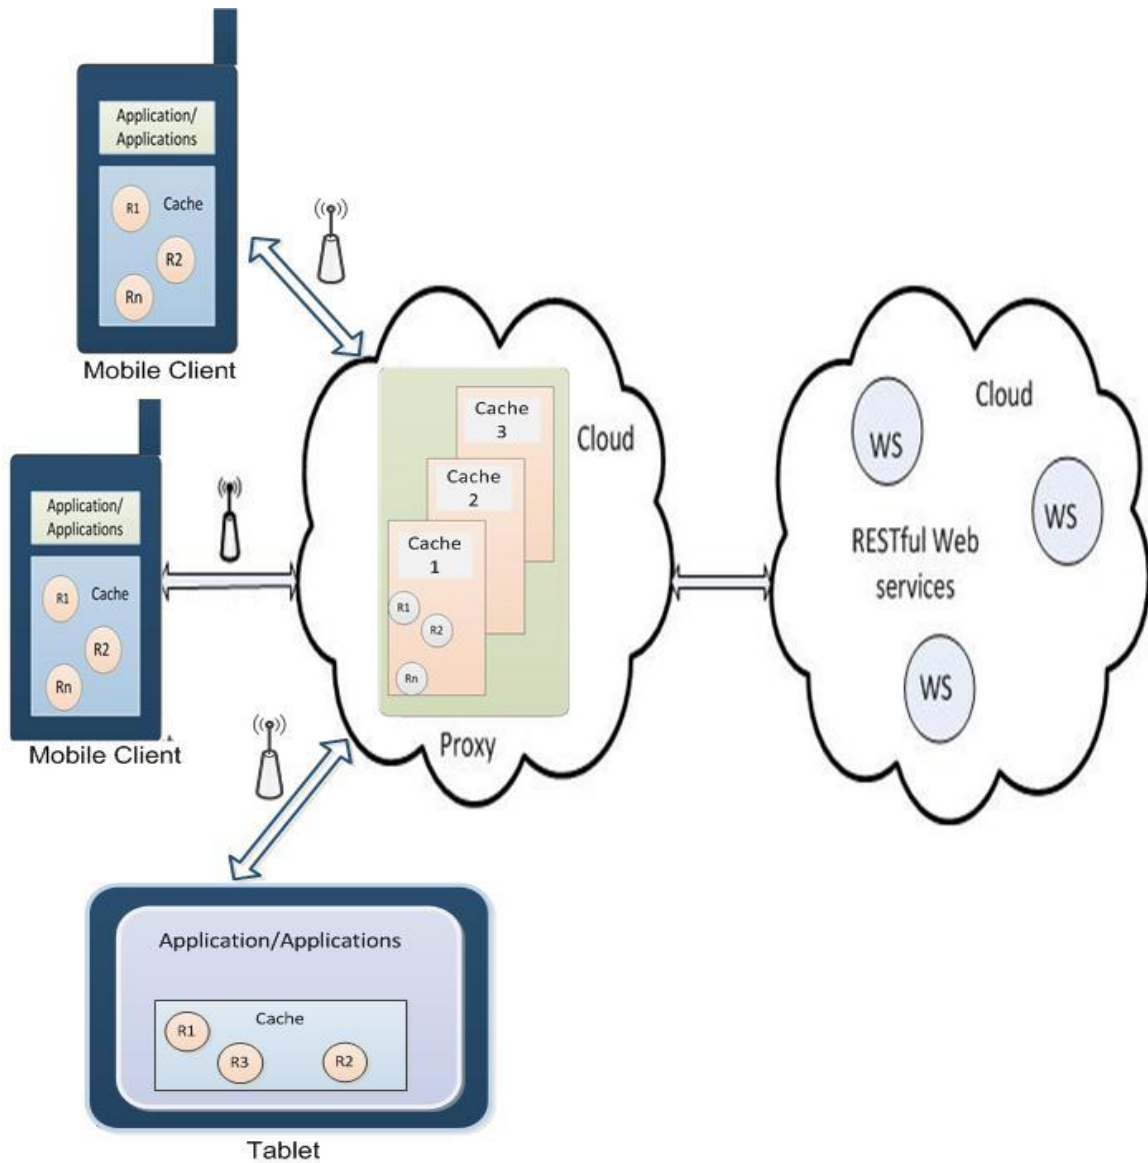 Application/
Applications
Cache
R1
R2
Rn
Mobile Client
Application/
Applications
Cache
R1
R2
Rn
Mobile Client
Cache
3
Cache
2
Cache
1
R1
R2
Rn
Cloud
Proxy
Cloud
WS
WS
RESTful Web
services
WS
Application/Applications
Cache
R1
R3
R2
Tablet